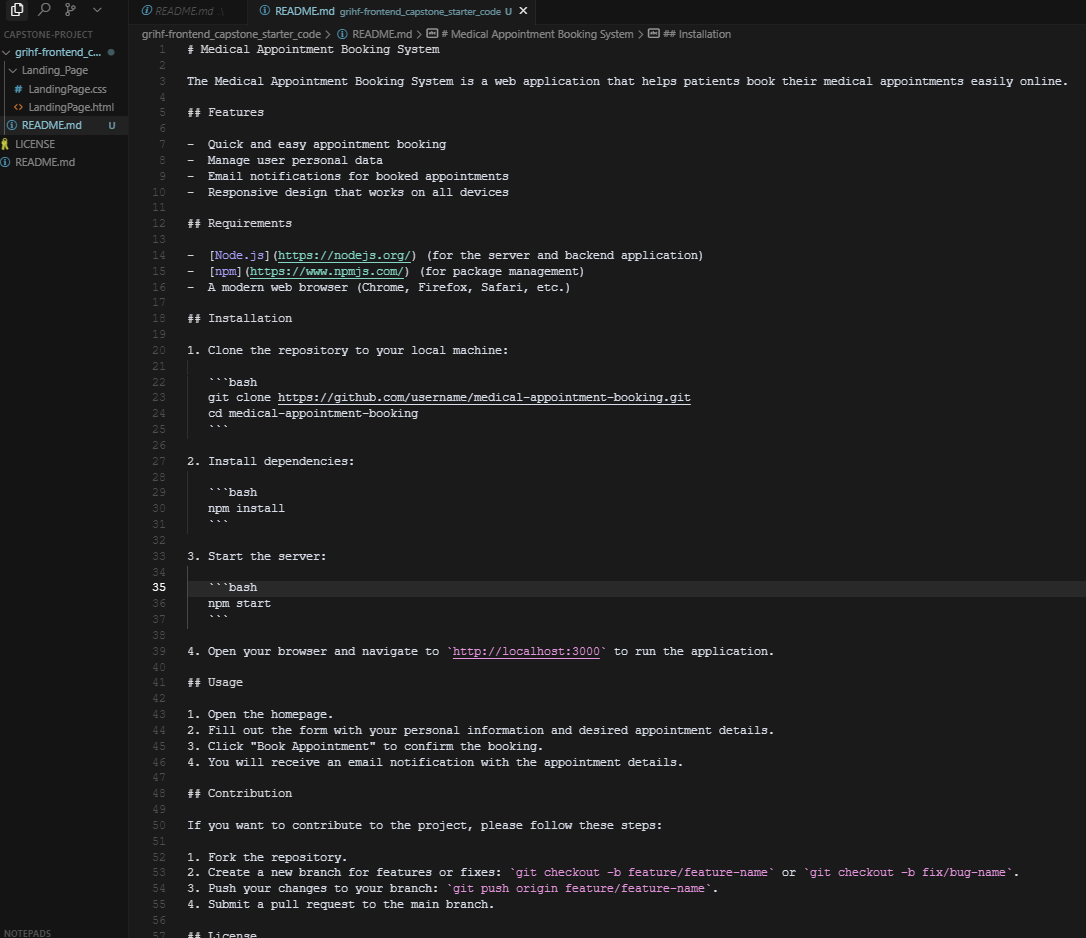 README.md
README.md grihf-frontend_capstone_starter_code U
CAPSTONE-PROJECT
grihf-frontend_c...
Landing_Page
LandingPage.css
LandingPage.html
README.md U
LICENSE
README.md
NOTEPADS
grihf-frontend_capstone_starter_code > README.md > # Medical Appointment Booking System > ## Installation
1 # Medical Appointment Booking System
2
3 The Medical Appointment Booking System is a web application that helps patients book their medical appointments easily online.
4
5 ## Features
6
7 - Quick and easy appointment booking
8 - Manage user personal data
9 - Email notifications for booked appointments
10 - Responsive design that works on all devices
11
12 ## Requirements
13
14 - [Node.js](https://nodejs.org/) (for the server and backend application)
15 - [npm](https://www.npmjs.com/) (for package management)
16 - A modern web browser (Chrome, Firefox, Safari, etc.)
17
18 ## Installation
19
20 1. Clone the repository to your local machine:
21
22 ```bash
23 git clone https://github.com/username/medical-appointment-booking.git
24 cd medical-appointment-booking
25 ```
26
27 2. Install dependencies:
28
29 ```bash
30 npm install
31 ```
32
33 3. Start the server:
34
35 ```bash
36 npm start
37 ```
38
39 4. Open your browser and navigate to `http://localhost:3000` to run the application.
40
41 ## Usage
42
43 1. Open the homepage.
44 2. Fill out the form with your personal information and desired appointment details.
45 3. Click "Book Appointment" to confirm the booking.
46 4. You will receive an email notification with the appointment details.
47
48 ## Contribution
49
50 If you want to contribute to the project, please follow these steps:
51
52 1. Fork the repository.
53 2. Create a new branch for features or fixes: `git checkout -b feature/feature-name` or `git checkout -b fix/bug-name`.
54 3. Push your changes to your branch: `git push origin feature/feature-name`.
55 4. Submit a pull request to the main branch.
56
57 ## License